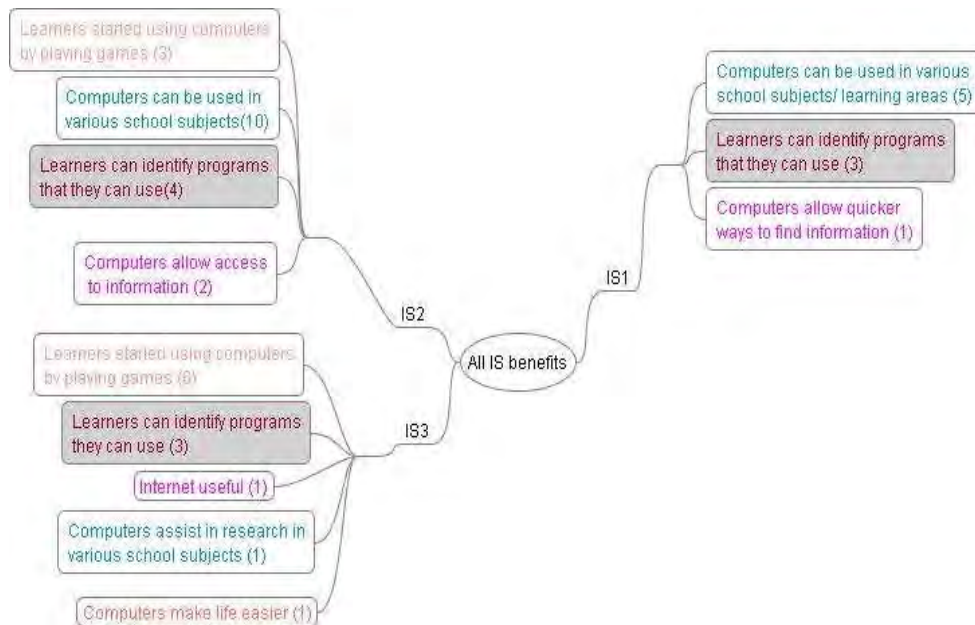 Learners started using computers
by playing games (3)
Computers can be used in
various school subjects(10)
Learners can identify programs
that they can use(4)
Computers allow access
to information (2)
IS2
Learners started using computers
by playing games (6)
Learners can identify programs
they can use (3)
Internet useful (1)
Computers assist in research in
various school subjects (1)
Computers make life easier (1)
IS3
All IS benefits
IS1
Computers can be used in various
school subjects/ learning areas (5)
Learners can identify programs
that they can use (3)
Computers allow quicker
ways to find information (1)